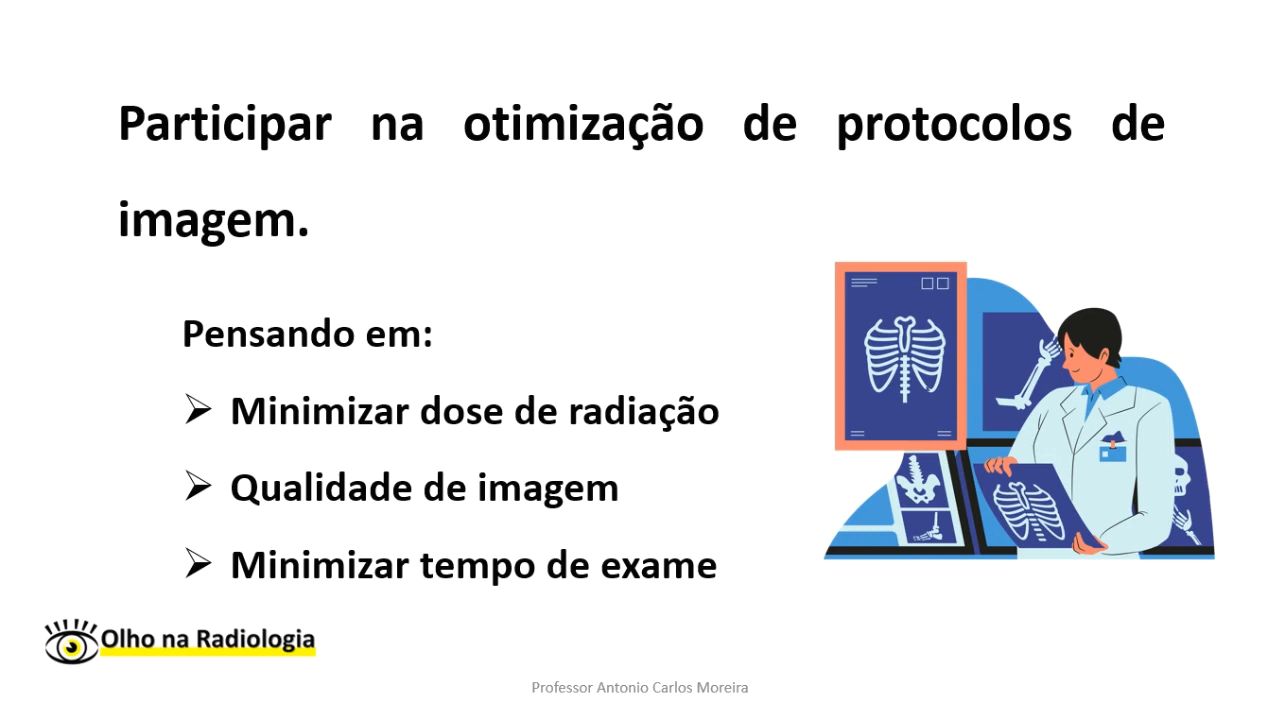 Participar na otimização de protocolos de
imagem.
Pensando em:
➢ Minimizar dose de radiação
➢ Qualidade de imagem
➢ Minimizar tempo de exame
Olho na Radiologia
Professor Antonio Carlos Moreira